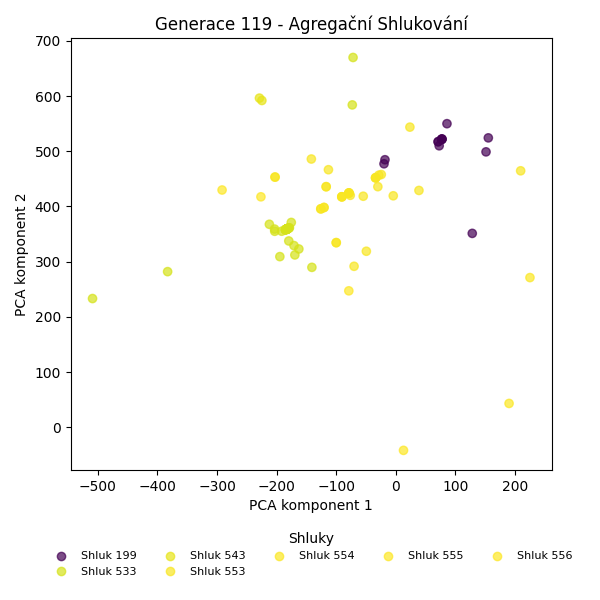 Generace 119 - Agregační Shlukování
700
600
500
400
300
200
100
0
PCA komponent 2
−500 −400 −300 −200 −100 0 100 200
PCA komponent 1
Shluky
Shluk 199 Shluk 543 Shluk 554 Shluk 555 Shluk 556
Shluk 533 Shluk 553